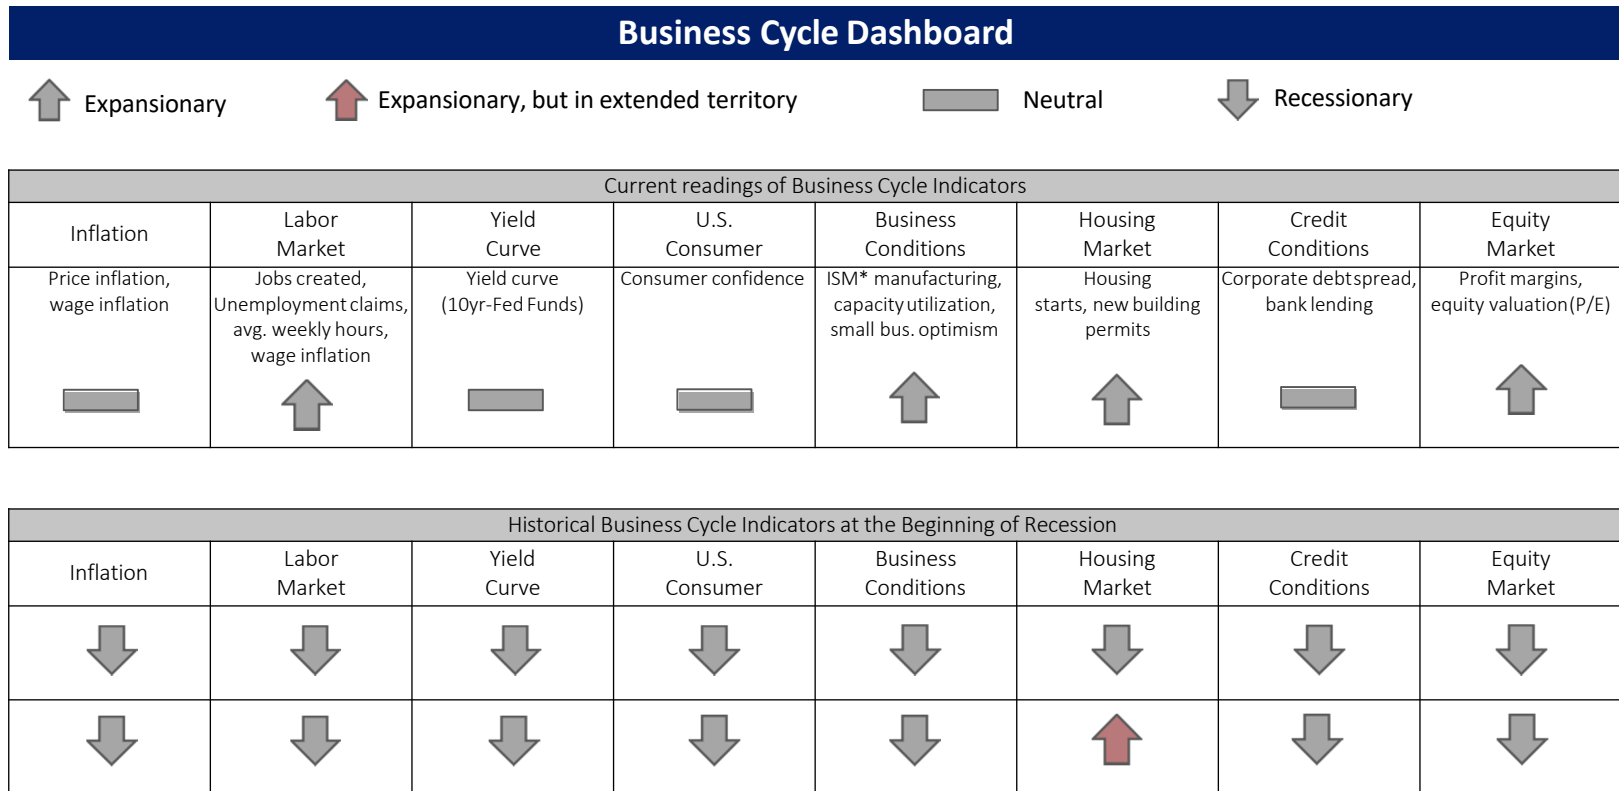 Business Cycle Dashboard
Expansionary
Expansionary, but in extended territory
Neutral
Recessionary
Current readings of Business Cycle Indicators
Inflation
Labor
Market
Yield
Curve
U.S.
Consumer
Business
Conditions
Housing
Market
Credit
Conditions
Equity
Market
Price inflation,
wage inflation
Jobs created,
Unemployment claims,
avg. weekly hours,
wage inflation
Yield curve
(10yr-Fed Funds)
Consumer confidence
ISM* manufacturing,
capacity utilization,
small bus. optimism
Housing
starts, new building
permits
Corporate debt spread,
bank lending
Profit margins,
equity valuation (P/E)
Historical Business Cycle Indicators at the Beginning of Recession
Inflation
Labor
Market
Yield
Curve
U.S.
Consumer
Business
Conditions
Housing
Market
Credit
Conditions
Equity
Market